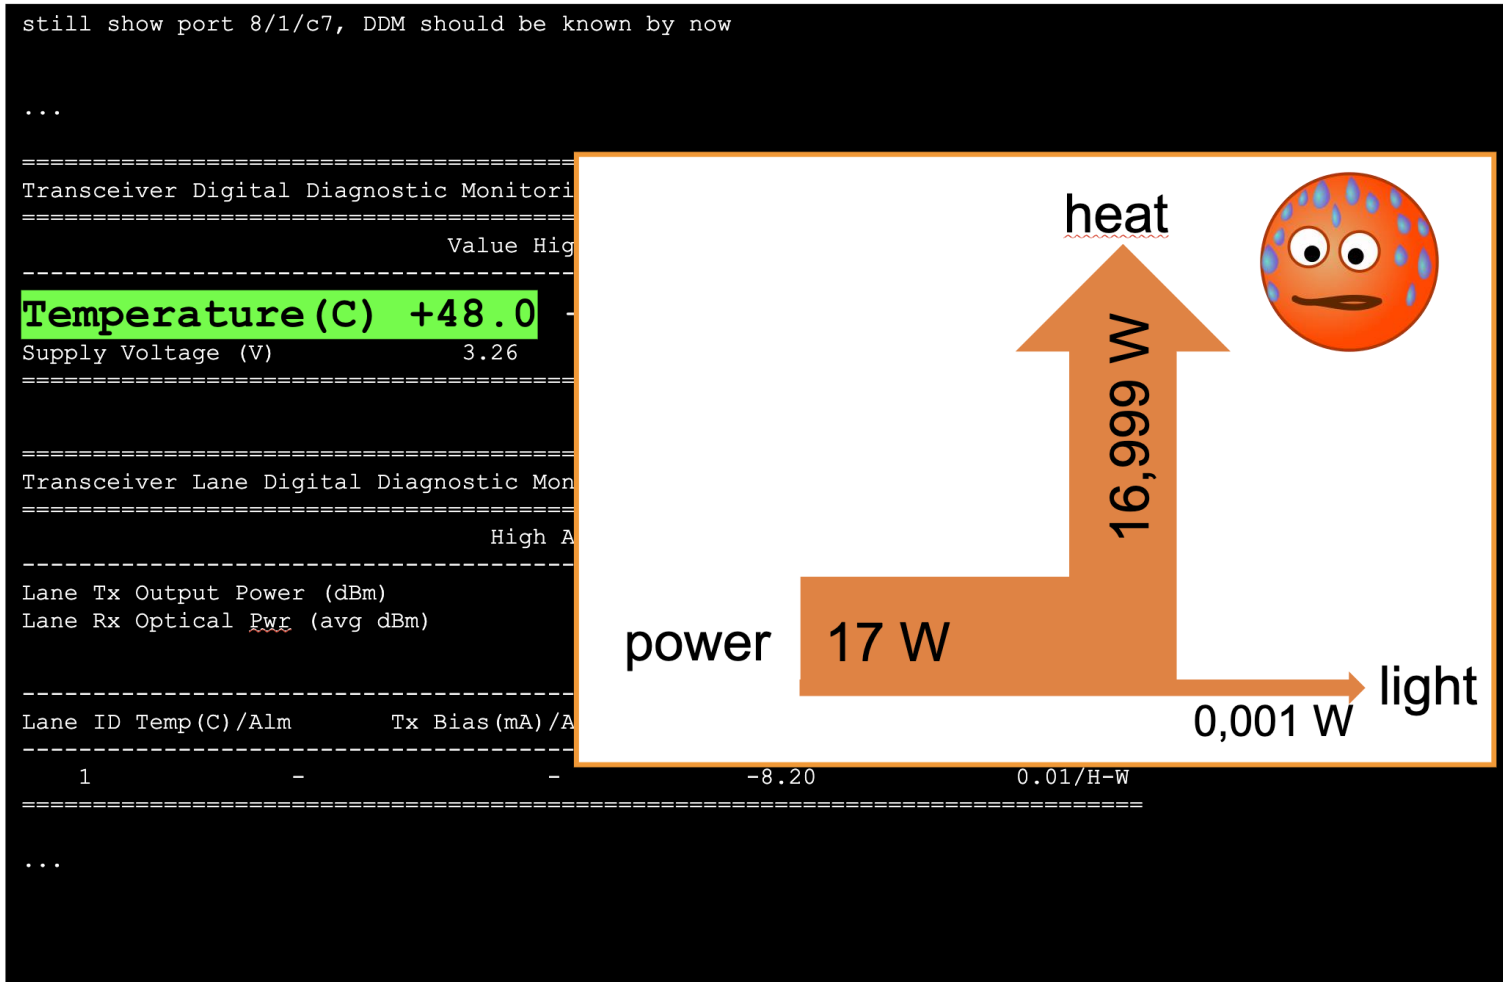 still show port 8/1/c7, DDM should be known by now
...
================================================
Transceiver Digital Diagnostic Monitori
================================================
Value Hig
------------------------------------------------
Temperature(C) +48.0 -
Supply Voltage (V) 3.26
================================================
================================================
Transceiver Lane Digital Diagnostic Mon
================================================
High A
------------------------------------------------
Lane Tx Output Power (dBm)
Lane Rx Optical Pwr (avg dBm)
------------------------------------------------
Lane ID Temp(C)/Alm Tx Bias(mA)/A
------------------------------------------------
1 - - -8.20 0.01/H-W
===============================================================================
...
heat
16,999 W
power
17 W
light
0,001 W